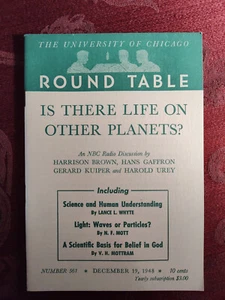 THE UNIVERSITY OF CHICAGO
ROUND TABLE
IS THERE LIFE ON
OTHER PLANETS?
An NBC Radio Discussion by
HARRISON BROWN, HANS GAFFRON
GERARD KUIPER and HAROLD UREY
Including
Science and Human Understanding
By LANCE L. WHYTE
Light: Waves or Particles?
By N. F. MOTT
A Scientific Basis for Belief in God
By V. H. MOTTRAM
NUMBER
DECEMBER 19, 1948
10 cents
Yearly subscription $3.00